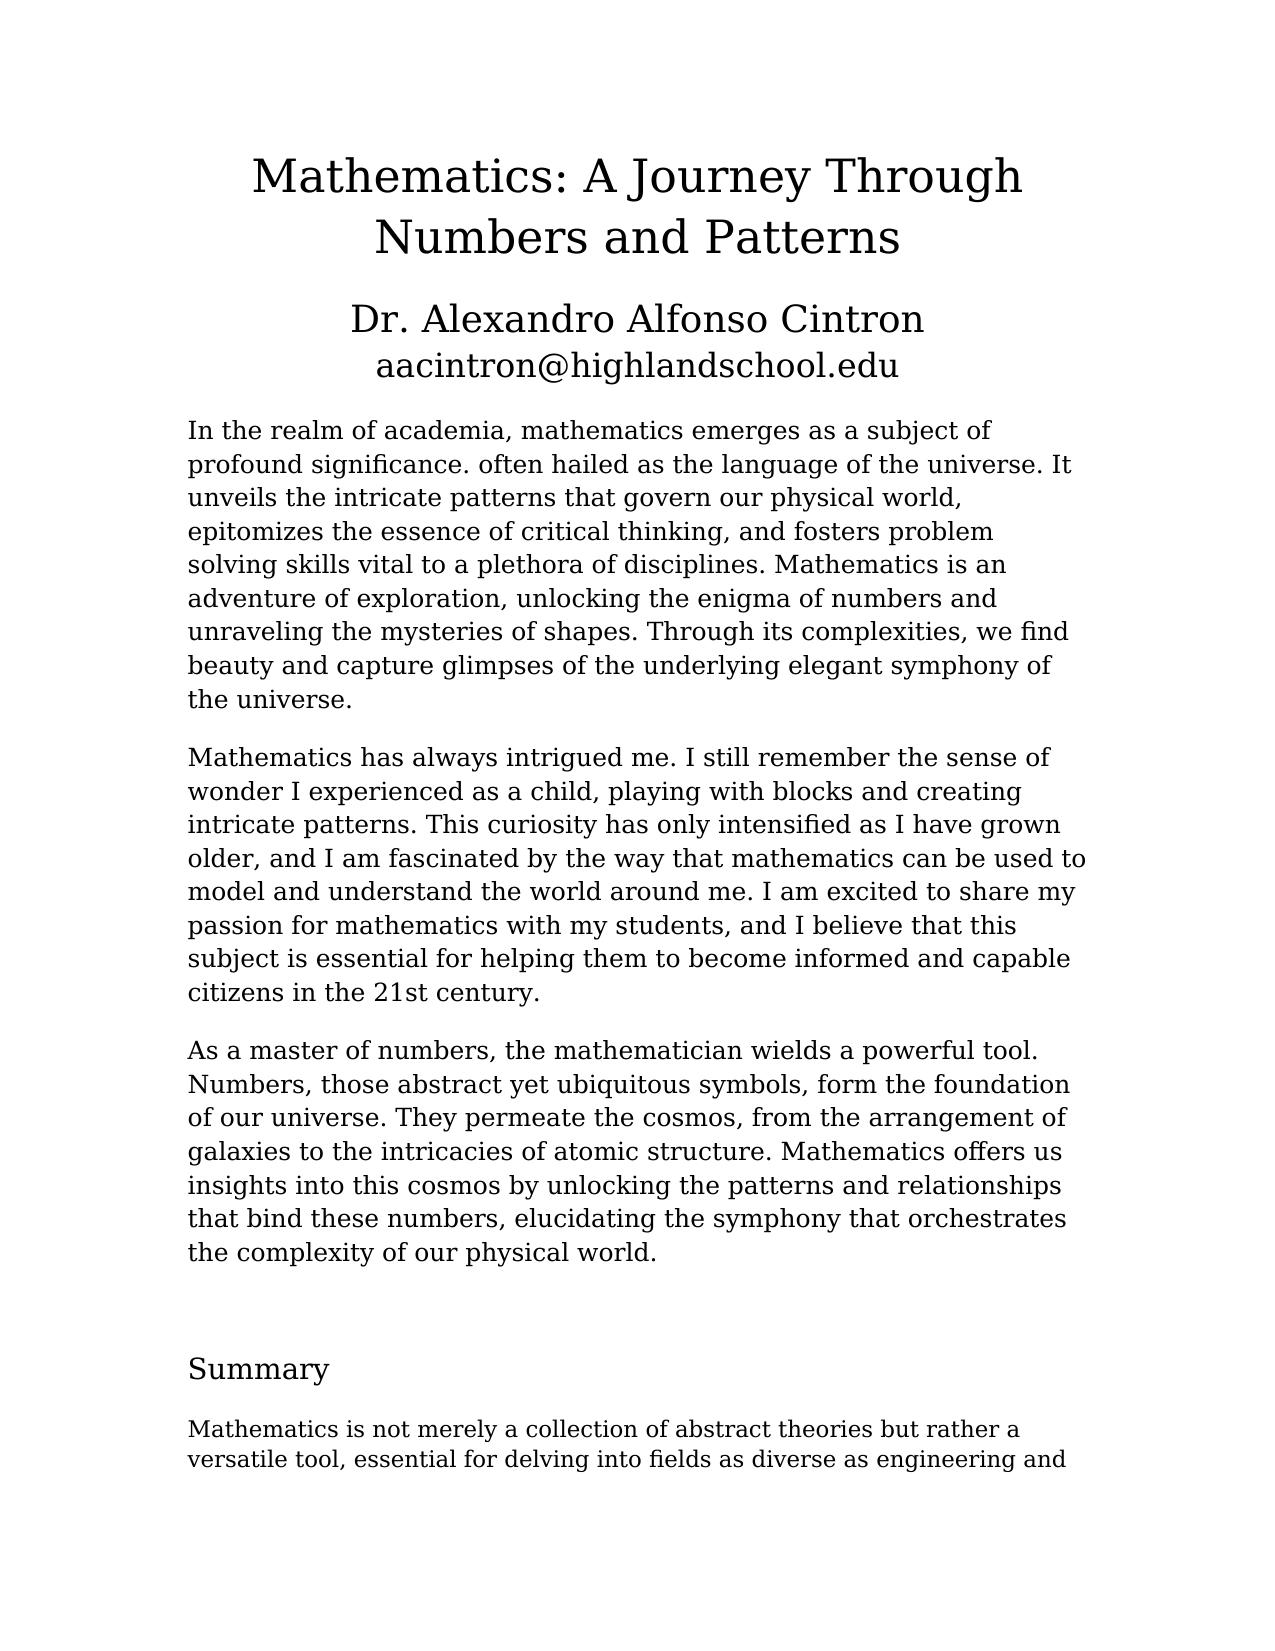 Mathematics: A Journey Through
Numbers and Patterns
Dr. Alexandro Alfonso Cintron
aacintron@highlandschool.edu
In the realm of academia, mathematics emerges as a subject of
profound significance. often hailed as the language of the universe. It
unveils the intricate patterns that govern our physical world,
epitomizes the essence of critical thinking, and fosters problem
solving skills vital to a plethora of disciplines. Mathematics is an
adventure of exploration, unlocking the enigma of numbers and
unraveling the mysteries of shapes. Through its complexities, we find
beauty and capture glimpses of the underlying elegant symphony of
the universe.
Mathematics has always intrigued me. I still remember the sense of
wonder I experienced as a child, playing with blocks and creating
intricate patterns. This curiosity has only intensified as I have grown
older, and I am fascinated by the way that mathematics can be used to
model and understand the world around me. I am excited to share my
passion for mathematics with my students, and I believe that this
subject is essential for helping them to become informed and capable
citizens in the 21st century.
As a master of numbers, the mathematician wields a powerful tool.
Numbers, those abstract yet ubiquitous symbols, form the foundation
of our universe. They permeate the cosmos, from the arrangement of
galaxies to the intricacies of atomic structure. Mathematics offers us
insights into this cosmos by unlocking the patterns and relationships
that bind these numbers, elucidating the symphony that orchestrates
the complexity of our physical world.
Summary
Mathematics is not merely a collection of abstract theories but rather a
versatile tool, essential for delving into fields as diverse as engineering and